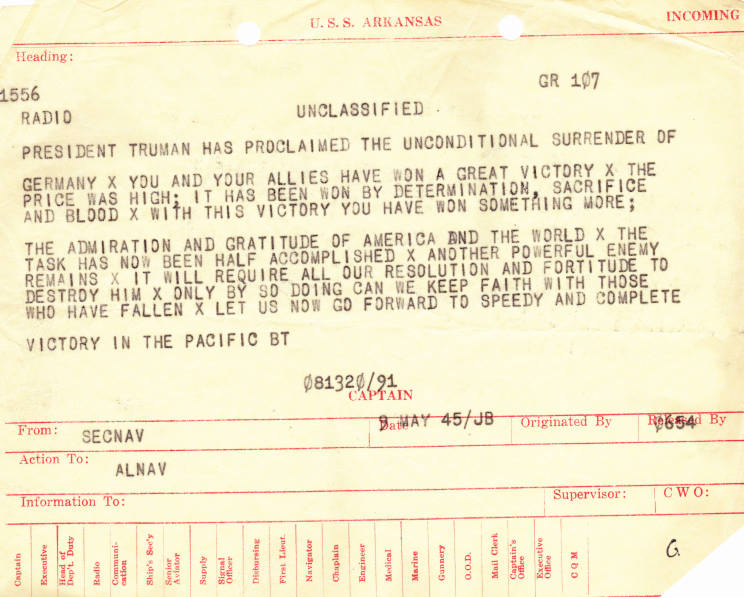 U. S. S. ARKANSAS
INCOMING
Heading:
GR 1Ø7
1556
RADIO
UNCLASSIFIED
PRESIDENT TRUMAN HAS PROCLAIMED THE UNCONDITIONAL SURRENDER OF
GERMANY X YOU AND YOUR ALLIES HAVE WON A GREAT VICTORY X THE
PRICE WAS HIGH; IT HAS BEEN WON BY DETERMINATION, SACRIFICE
AND BLOOD X WITH THIS VICTORY YOU HAVE WON SOMETHING MORE;
THE ADMIRATION AND GRATITUDE OF AMERICA AND THE WORLD X THE
TASK HAS NOW BEEN HALF ACCOMPLISHED X ANOTHER POWERFUL ENEMY
REMAINS X IT WILL REQUIRE ALL OUR RESOLUTION AND FORTITUDE TO
DESTROY HIM X ONLY BY SO DOING CAN WE KEEP FAITH WITH THOSE
WHO HAVE FALLEN X LET US NOW GO FORWARD TO SPEEDY AND COMPLETE
VICTORY IN THE PACIFIC BT
Ø8132Ø/91
CAPTAIN
From: SECNAV
Date 9 MAY 45/JB
Originated By
Released By Ø654
Action To: ALNAV
Information To:
Supervisor:
C W O:
Captain
Executive
Head of Dep't. Duty
Radio
Communication
Ship's Sec'y
Senior Aviator
Supply
Signal Officer
Disbursing
First Lieut.
Navigator
Chaplain
Engineer
Medical
Marine
Gunnery
O.O.D.
Mail Clerk
Captain's Office
Executive Office
C Q M
G.